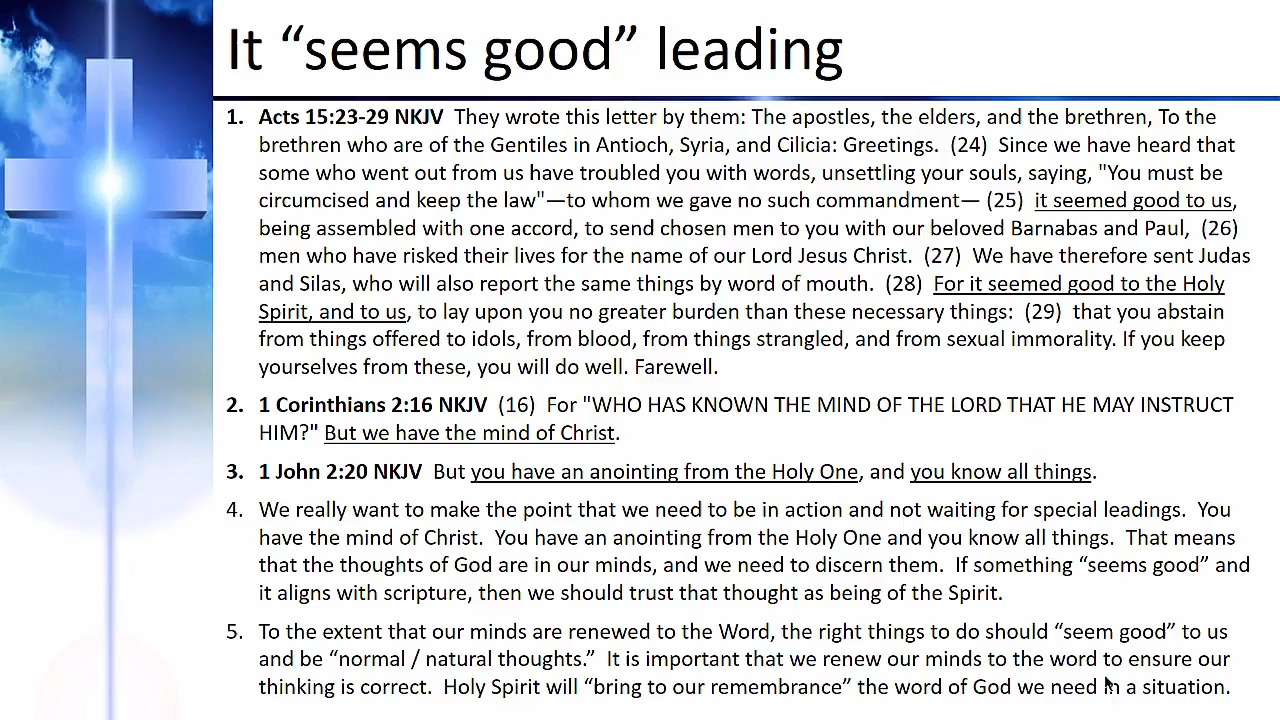 It “seems good” leading
1. Acts 15:23-29 NKJV They wrote this letter by them: The apostles, the elders, and the brethren, To the
brethren who are of the Gentiles in Antioch, Syria, and Cilicia: Greetings. (24) Since we have heard that
some who went out from us have troubled you with words, unsettling your souls, saying, "You must be
circumcised and keep the law"—to whom we gave no such commandment— (25) it seemed good to us,
being assembled with one accord, to send chosen men to you with our beloved Barnabas and Paul, (26)
men who have risked their lives for the name of our Lord Jesus Christ. (27) We have therefore sent Judas
and Silas, who will also report the same things by word of mouth. (28) For it seemed good to the Holy
Spirit, and to us, to lay upon you no greater burden than these necessary things: (29) that you abstain
from things offered to idols, from blood, from things strangled, and from sexual immorality. If you keep
yourselves from these, you will do well. Farewell.
2. 1 Corinthians 2:16 NKJV (16) For "WHO HAS KNOWN THE MIND OF THE LORD THAT HE MAY INSTRUCT
HIM?" But we have the mind of Christ.
3. 1 John 2:20 NKJV But you have an anointing from the Holy One, and you know all things.
4. We really want to make the point that we need to be in action and not waiting for special leadings. You
have the mind of Christ. You have an anointing from the Holy One and you know all things. That means
that the thoughts of God are in our minds, and we need to discern them. If something “seems good” and
it aligns with scripture, then we should trust that thought as being of the Spirit.
5. To the extent that our minds are renewed to the Word, the right things to do should “seem good” to us
and be “normal / natural thoughts.” It is important that we renew our minds to the word to ensure our
thinking is correct. Holy Spirit will “bring to our remembrance” the word of God we need in a situation.